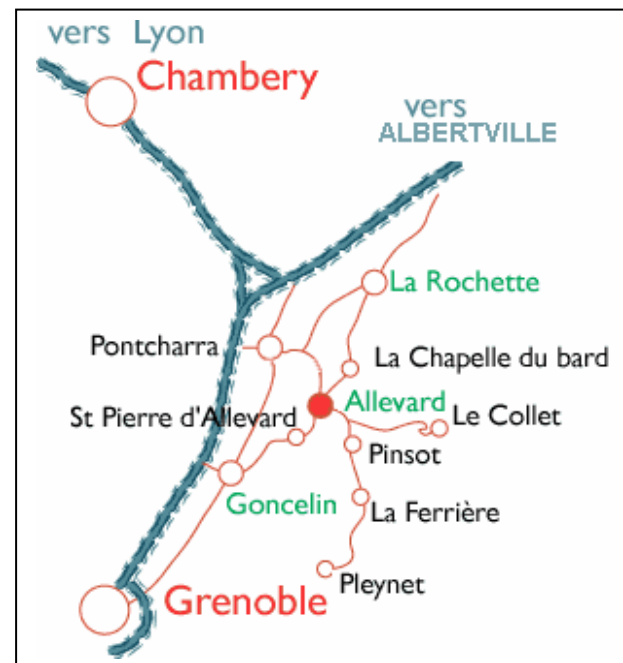 vers Lyon
Chambery
vers
ALBERTVILLE
La Rochette
Pontcharra
La Chapelle du bard
Allevard
St Pierre d'Allevard
Le Collet
Pinsot
Goncelin
La Ferrière
Pleynet
Grenoble